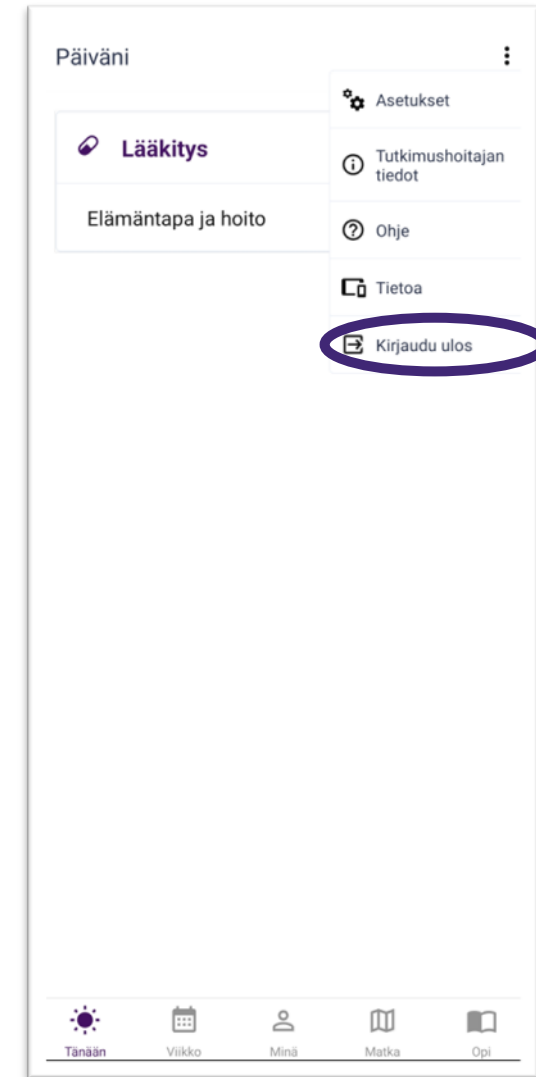 Päiväni
Asetukset
Lääkitys
Tutkimushoitajan
tiedot
Elämäntapa ja hoito
Ohje
Tietoa
Kirjaudu ulos
Tänään
Viikko
Minä
Matka
Opi